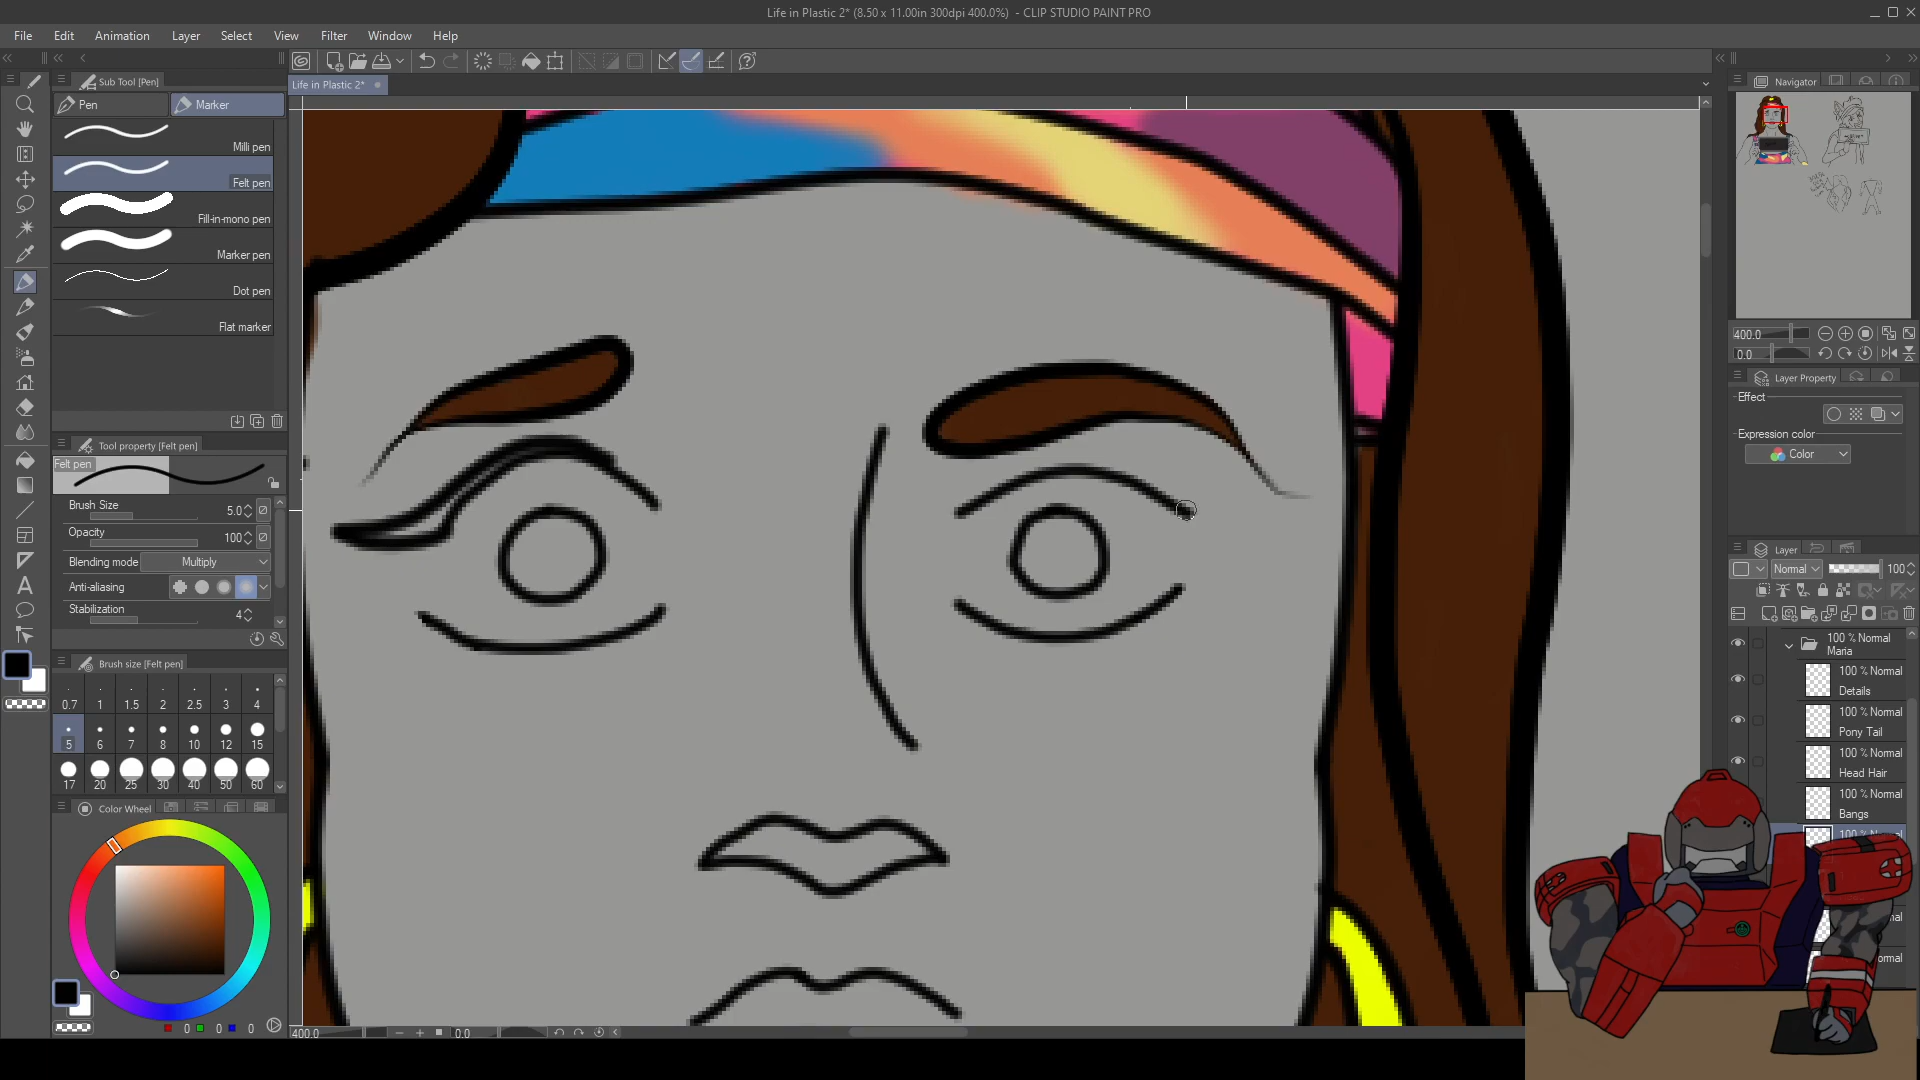 Life in Plastic 2* (8.50 x 11.00in 300dpi 400.0%) - CLIP STUDIO PAINT PRO
File Edit Animation Layer Select View Filter Window Help
Sub Tool [Pen]
Life in Plastic 2*
Navigator
Pen Marker
Milli pen
Felt pen
Fill-in-mono pen
Marker pen
Dot pen
Flat marker
400.0
0.0
Layer Property
Effect
Expression color
Color
Tool property [Felt pen]
Felt pen
Brush Size 5.0
Opacity 100
Blending mode Multiply
Anti-aliasing
Stabilization 4
Layer
Normal 100
Brush size [Felt pen]
0.7 1 1.5 2 2.5 3 4
5 6 7 8 10 12 15
17 20 25 30 40 50 60
100 % Normal
Maria
100 % Normal
Details
100 % Normal
Pony Tail
100 % Normal
Head Hair
100 % Normal
Bangs
Color Wheel
0 0 0
400.0 0.0